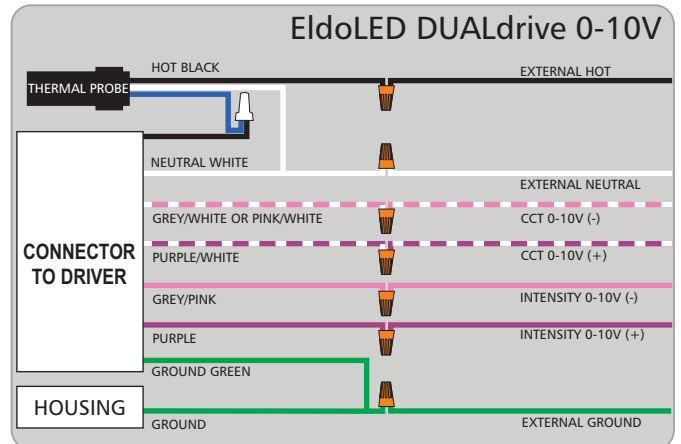 EldoLED DUALdrive 0-10V
HOT BLACK
EXTERNAL HOT
THERMAL PROBE
NEUTRAL WHITE
EXTERNAL NEUTRAL
GREY/WHITE OR PINK/WHITE
CCT 0-10V (-)
CONNECTOR
TO DRIVER
PURPLE/WHITE
CCT 0-10V (+)
GREY/PINK
INTENSITY 0-10V (-)
PURPLE
INTENSITY 0-10V (+)
GROUND GREEN
HOUSING
GROUND
EXTERNAL GROUND